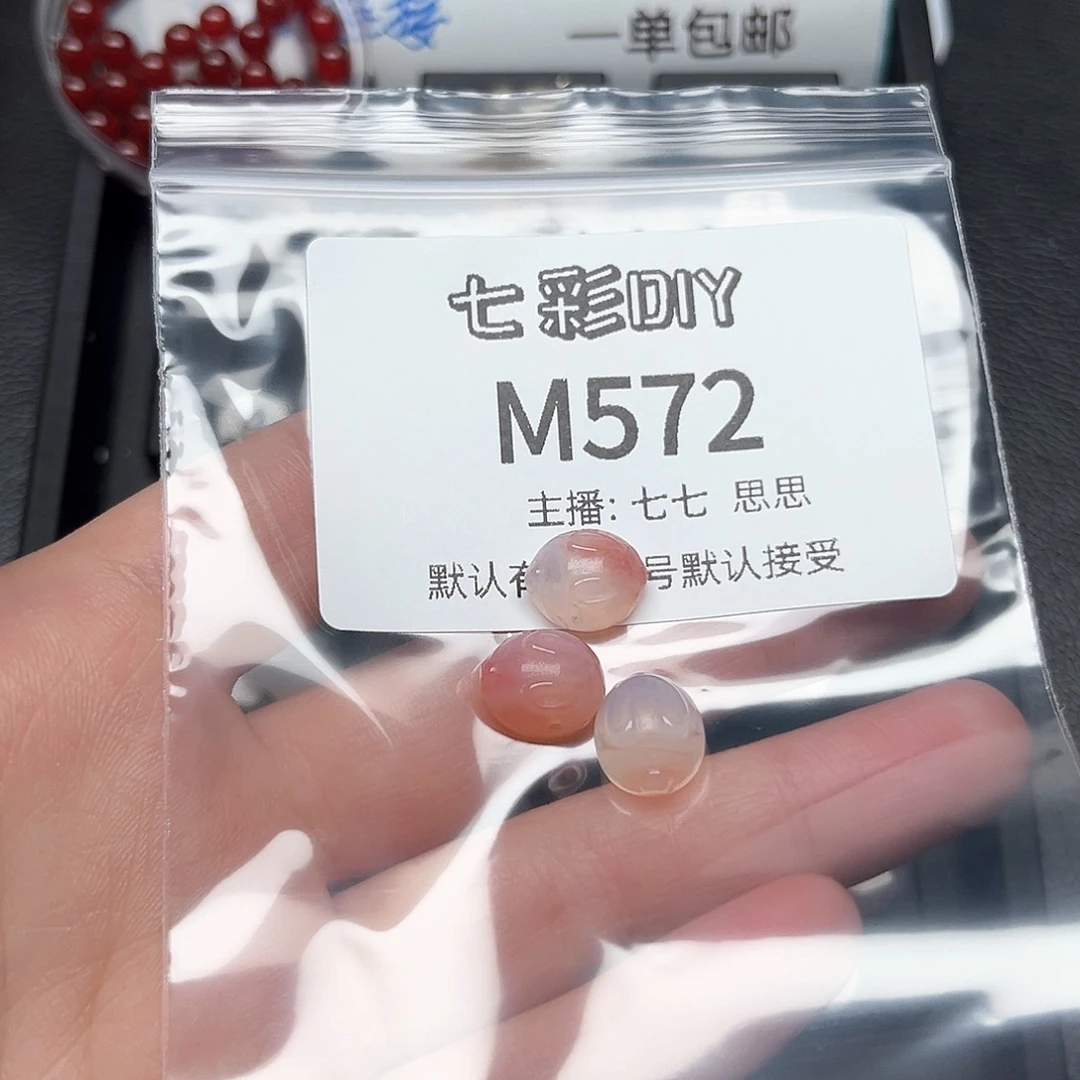 一单包邮
七彩DIY
M572
主播: 七七 思思
默认有 号默认接受